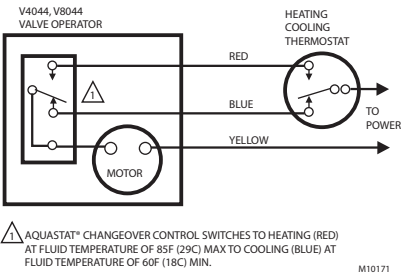 V4044, V8044
VALVE OPERATOR
HEATING
COOLING
THERMOSTAT
RED
1
BLUE
TO
POWER
YELLOW
MOTOR
1 AQUASTAT® CHANGEOVER CONTROL SWITCHES TO HEATING (RED)
AT FLUID TEMPERATURE OF 85F (29C) MAX TO COOLING (BLUE) AT
FLUID TEMPERATURE OF 60F (18C) MIN.
M10171